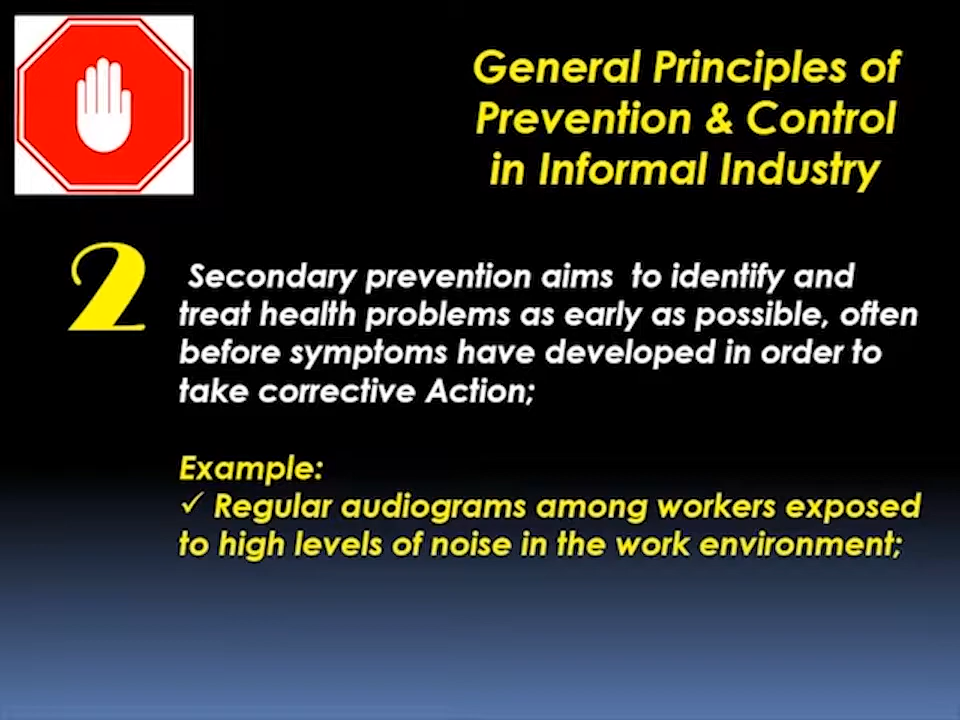 General Principles of
Prevention & Control
in Informal Industry
2
Secondary prevention aims to identify and
treat health problems as early as possible, often
before symptoms have developed in order to
take corrective Action;
Example:
✓ Regular audiograms among workers exposed
to high levels of noise in the work environment;